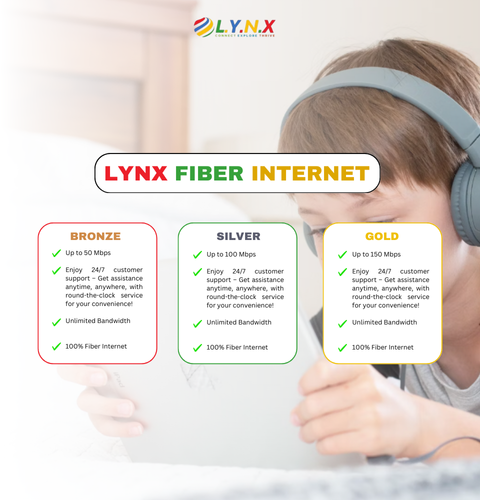 L.Y.N.X
CONNECT EXPLORE THRIVE
LYNX FIBER INTERNET
BRONZE
Up to 50 Mbps
Enjoy 24/7 customer
support – Get assistance
anytime, anywhere, with
round-the-clock service
for your convenience!
Unlimited Bandwidth
100% Fiber Internet
SILVER
Up to 100 Mbps
Enjoy 24/7 customer
support – Get assistance
anytime, anywhere, with
round-the-clock service
for your convenience!
Unlimited Bandwidth
100% Fiber Internet
GOLD
Up to 150 Mbps
Enjoy 24/7 customer
support – Get assistance
anytime, anywhere, with
round-the-clock service
for your convenience!
Unlimited Bandwidth
100% Fiber Internet